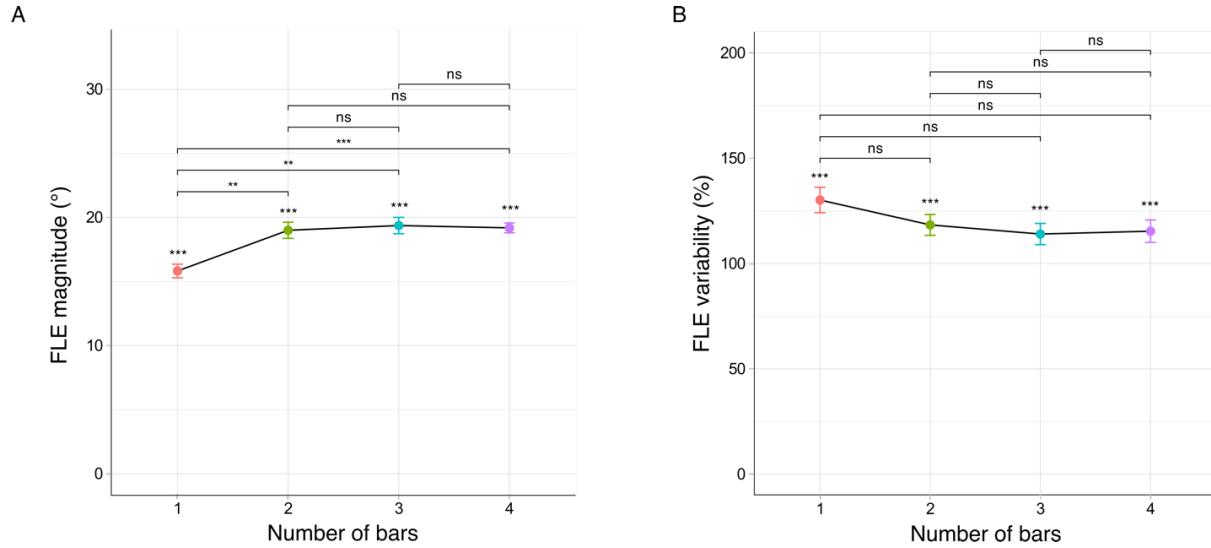 A
FLE magnitude (°)
30
20
10
0
ns
ns
ns
***
**
**
***
***
***
***
1 2 3 4
Number of bars
B
FLE variability (%)
200
150
100
50
0
ns
ns
ns
ns
ns
ns
***
***
***
***
1 2 3 4
Number of bars